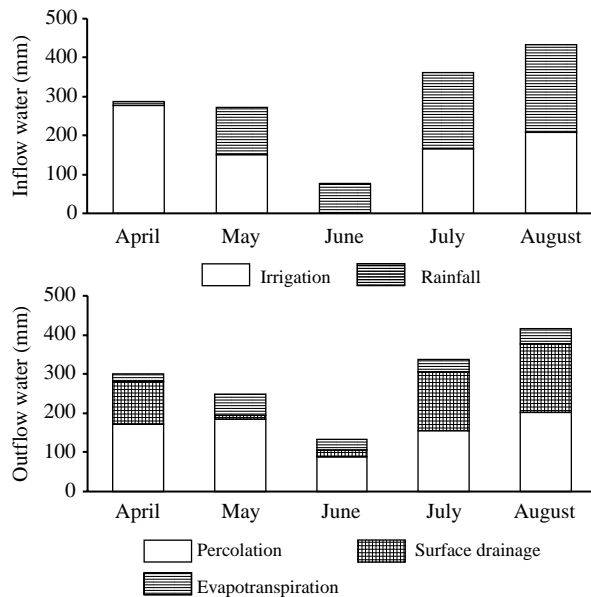 Inflow water (mm)
500
400
300
200
100
0
April May June July August
Irrigation Rainfall
Outflow water (mm)
500
400
300
200
100
0
April May June July August
Percolation Surface drainage
Evapotranspiration